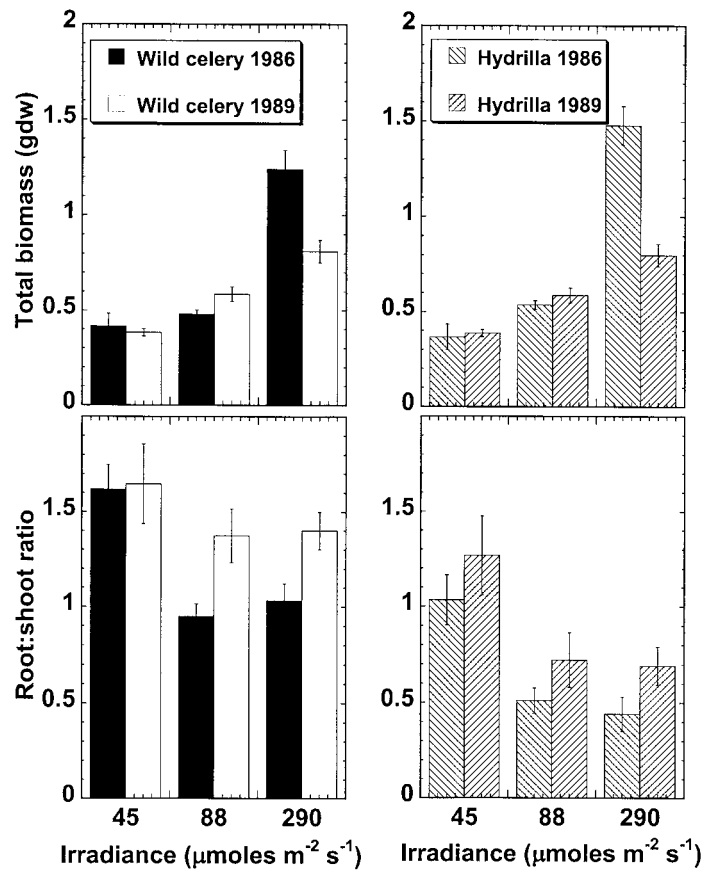 2
Wild celery 1986
Wild celery 1989
1.5
1
0.5
0
Total biomass (gdw)
2
Hydrilla 1986
Hydrilla 1989
1.5
1
0.5
0
1.5
1
0.5
0
Root:shoot ratio
45 88 290
Irradiance (μmoles m⁻² s⁻¹)
1.5
1
0.5
0
45 88 290
Irradiance (μmoles m⁻² s⁻¹)